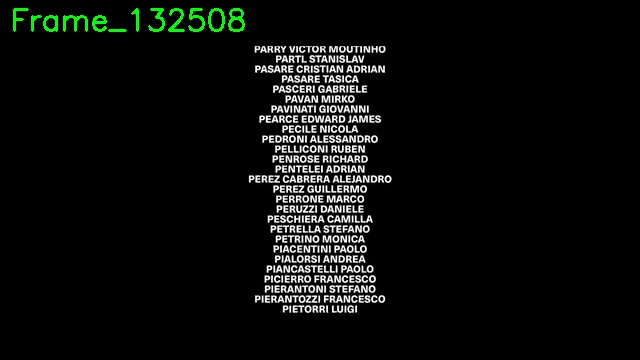 Frame_132508
PARRY VICTOR MOUTINHO
PARTL STANISLAV
PASARE CRISTIAN ADRIAN
PASARE TASICA
PASCERI GABRIELE
PAVAN MIRKO
PAVINATI GIOVANNI
PEARCE EDWARD JAMES
PECILE NICOLA
PEDRONI ALESSANDRO
PELLICONI RUBEN
PENROSE RICHARD
PENTELEI ADRIAN
PEREZ CABRERA ALEJANDRO
PEREZ GUILLERMO
PERRONE MARCO
PERUZZI DANIELE
PESCHIERA CAMILLA
PETRELLA STEFANO
PETRINO MONICA
PIACENTINI PAOLO
PIALORSI ANDREA
PIANCASTELLI PAOLO
PICIERRO FRANCESCO
PIERANTONI STEFANO
PIERANTOZZI FRANCESCO
PIETORRI LUIGI